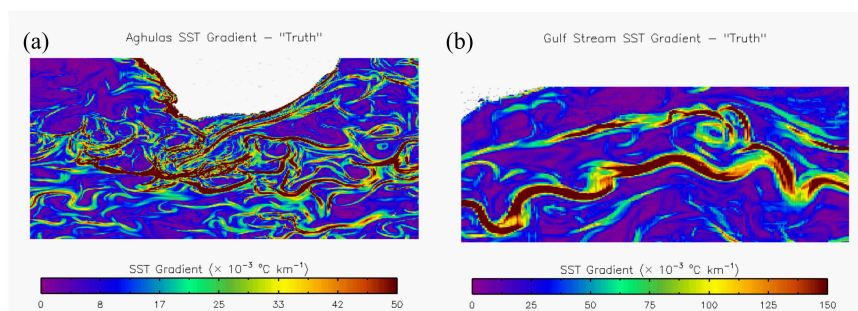 (a)
Aghulas SST Gradient – "Truth"
SST Gradient (× 10⁻³ °C km⁻¹)
0 8 17 25 33 42 50
(b)
Gulf Stream SST Gradient – "Truth"
SST Gradient (× 10⁻³ °C km⁻¹)
0 25 50 75 100 125 150